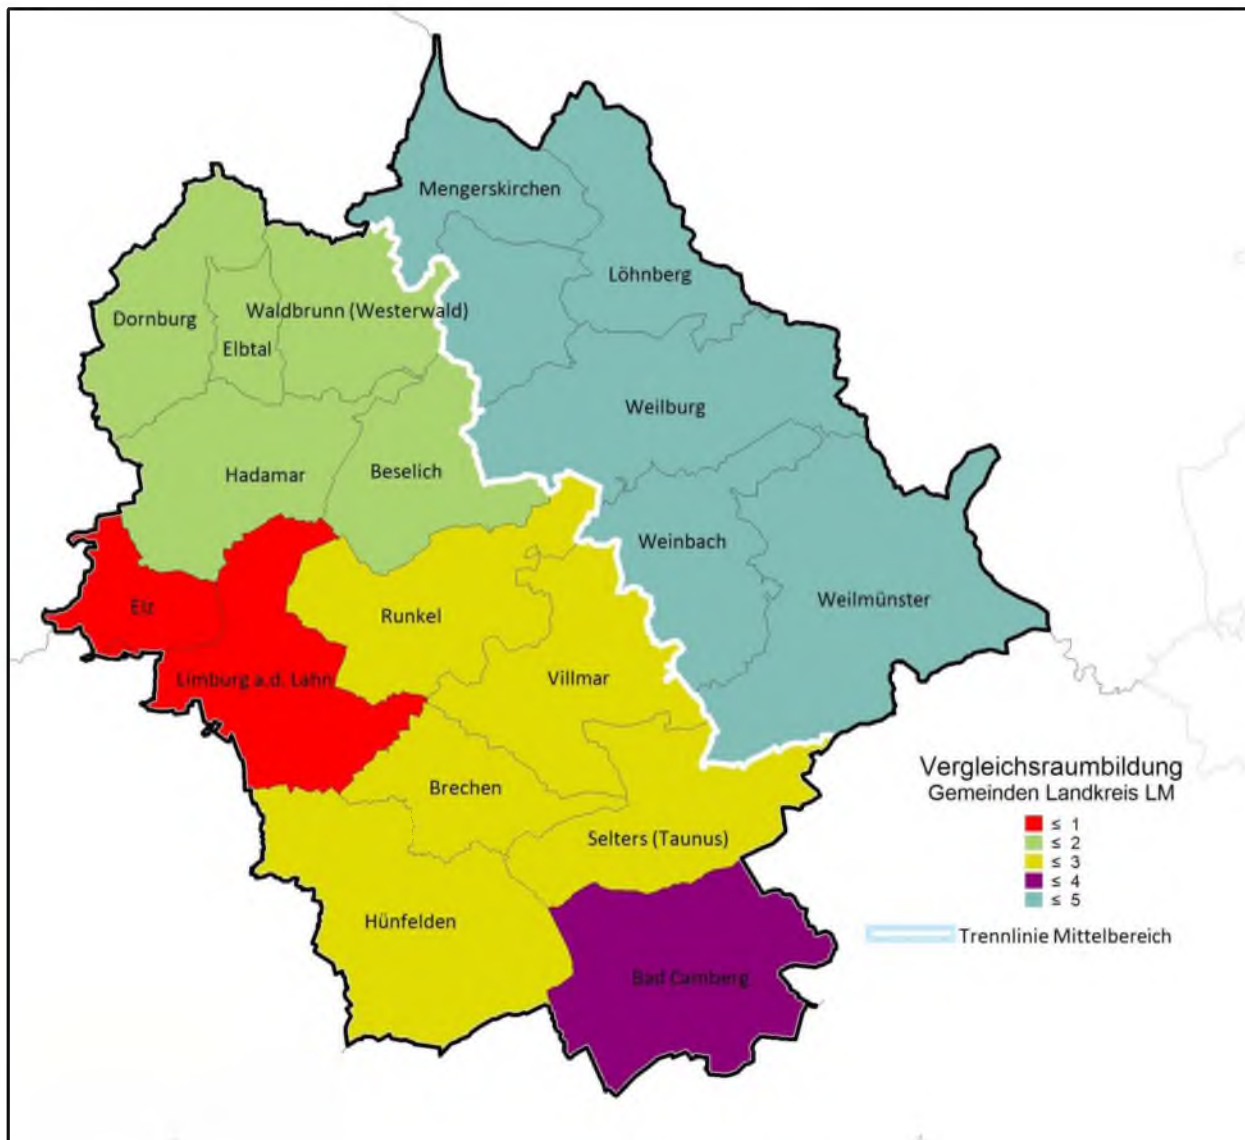 Mengerskirchen
Löhnberg
Waldbrunn (Westerwald)
Dornburg
Elbtal
Weilburg
Hadamar
Beselich
Weinbach
Weilmünster
Elz
Runkel
Limburg a.d. Lahn
Villmar
Brechen
Selters (Taunus)
Hünfelden
Bad Camberg
Vergleichsraumbildung
Gemeinden Landkreis LM
≤ 1
≤ 2
≤ 3
≤ 4
≤ 5
Trennlinie Mittelbereich